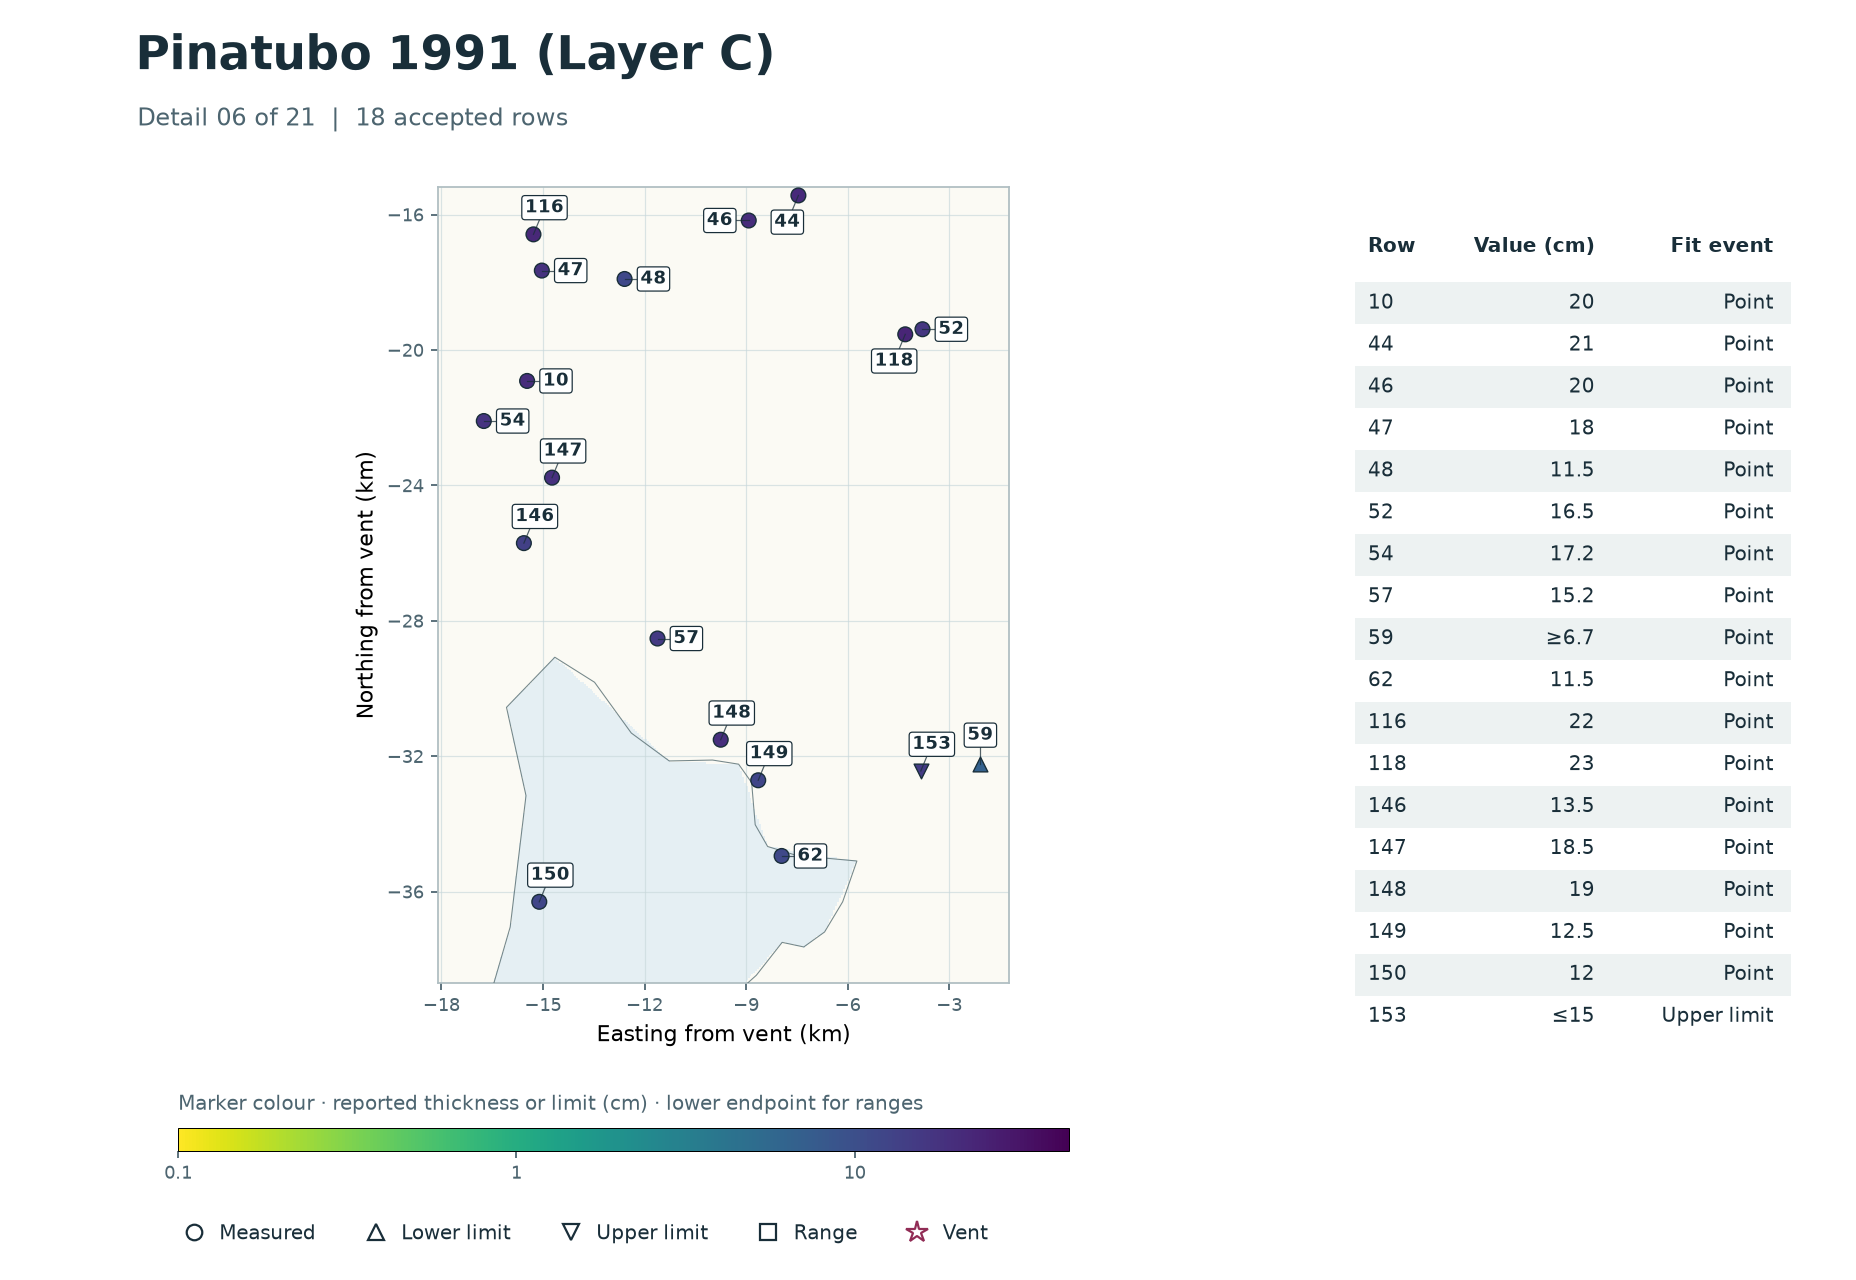 Pinatubo 1991 (Layer C)
Detail 06 of 21 | 18 accepted rows
116
46
44
47
48
52
118
10
54
147
146
57
148
149
153
59
62
150
−16
−20
−24
−28
−32
−36
Northing from vent (km)
−18 −15 −12 −9 −6 −3
Easting from vent (km)
Row Value (cm) Fit event
10 20 Point
44 21 Point
46 20 Point
47 18 Point
48 11.5 Point
52 16.5 Point
54 17.2 Point
57 15.2 Point
59 ≥6.7 Point
62 11.5 Point
116 22 Point
118 23 Point
146 13.5 Point
147 18.5 Point
148 19 Point
149 12.5 Point
150 12 Point
153 ≤15 Upper limit
Marker colour · reported thickness or limit (cm) · lower endpoint for ranges
0.1 1 10
Measured Lower limit Upper limit Range Vent